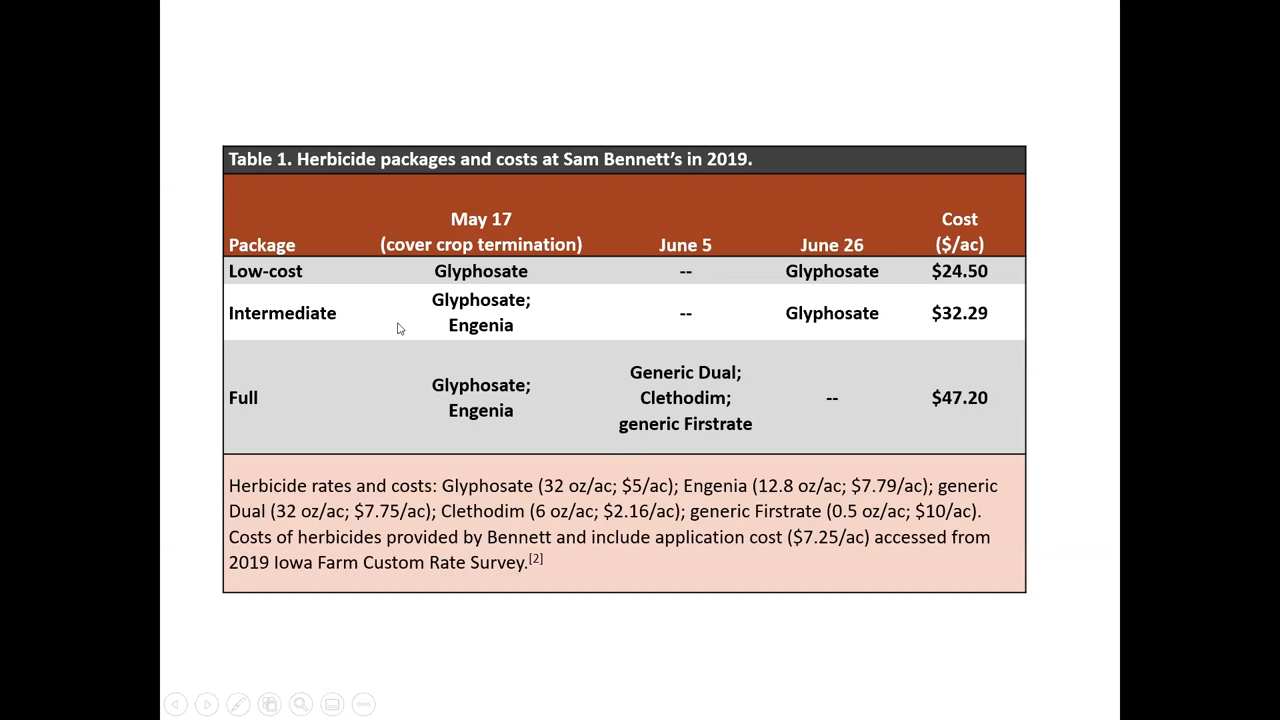 Table 1. Herbicide packages and costs at Sam Bennett's in 2019.
Package
May 17
(cover crop termination)
June 5
June 26
Cost
($/ac)
Low-cost
Glyphosate
--
Glyphosate
$24.50
Intermediate
Glyphosate;
Engenia
--
Glyphosate
$32.29
Full
Glyphosate;
Engenia
Generic Dual;
Clethodim;
generic Firstrate
--
$47.20
Herbicide rates and costs: Glyphosate (32 oz/ac; $5/ac); Engenia (12.8 oz/ac; $7.79/ac); generic
Dual (32 oz/ac; $7.75/ac); Clethodim (6 oz/ac; $2.16/ac); generic Firstrate (0.5 oz/ac; $10/ac).
Costs of herbicides provided by Bennett and include application cost ($7.25/ac) accessed from
2019 Iowa Farm Custom Rate Survey.[2]